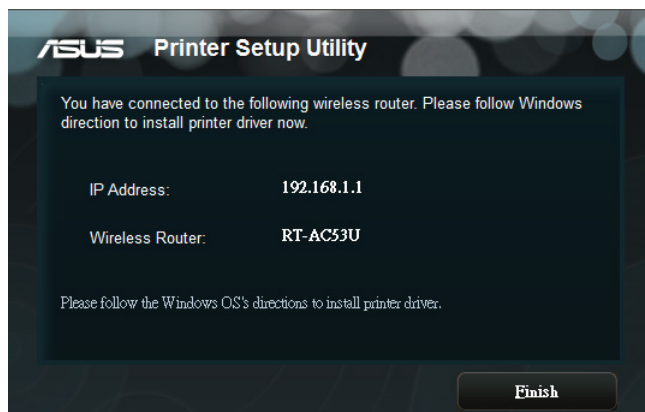 ASUS Printer Setup Utility
You have connected to the following wireless router. Please follow Windows
direction to install printer driver now.
IP Address: 192.168.1.1
Wireless Router: RT-AC53U
Please follow the Windows OS's directions to install printer driver.
Finish